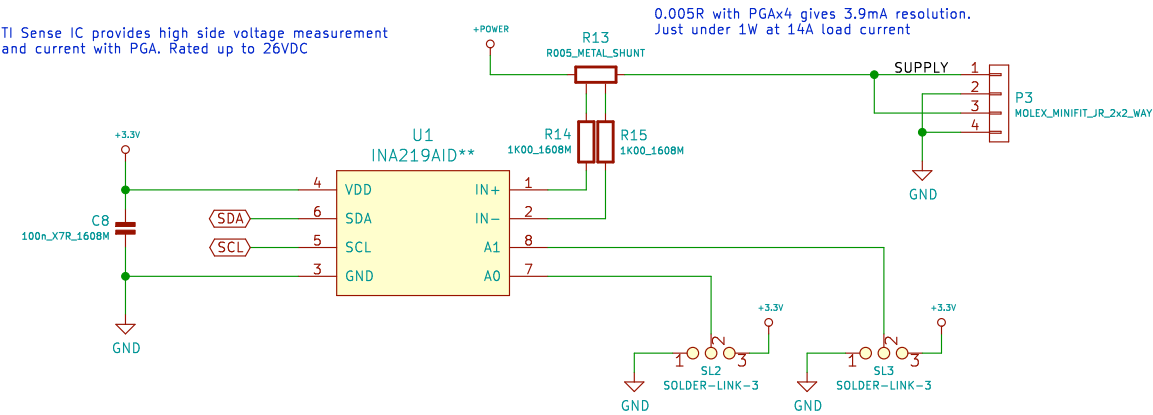 TI Sense IC provides high side voltage measurement
and current with PGA. Rated up to 26VDC
0.005R with PGAx4 gives 3.9mA resolution.
Just under 1W at 14A load current
+POWER
R13
R005_METAL_SHUNT
SUPPLY
1
2
3
4
P3
MOLEX_MINIFIT_JR_2x2_WAY
GND
R14
1K00_1608M
R15
1K00_1608M
+3.3V
U1
INA219AID**
4
VDD
IN+
1
C8
100n_X7R_1608M
SDA
6
SDA
IN-
2
SCL
5
SCL
A1
8
3
GND
A0
7
GND
+3.3V
1
2
3
SL2
SOLDER-LINK-3
GND
+3.3V
1
2
3
SL3
SOLDER-LINK-3
GND